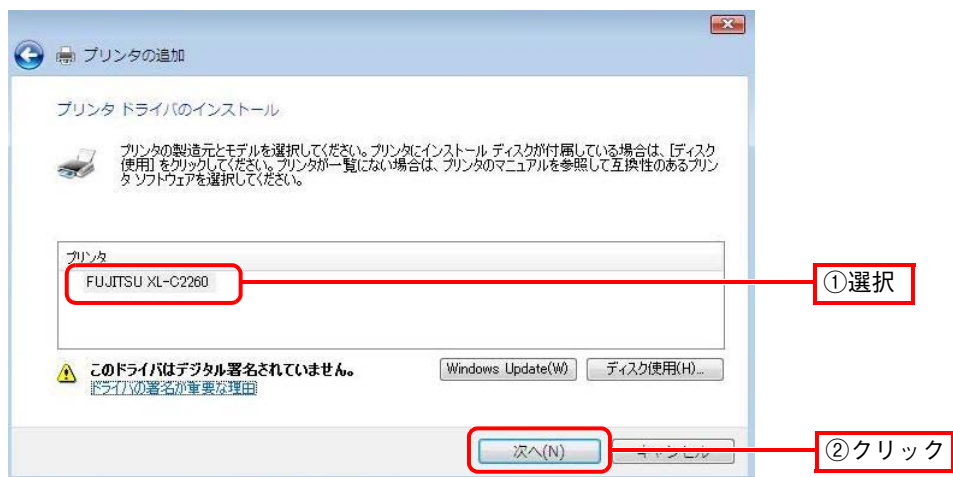 プリンタの追加
プリンタ ドライバのインストール
プリンタの製造元とモデルを選択してください。プリンタにインストール ディスクが付属している場合は、[ディスク
使用] をクリックしてください。プリンタが一覧にない場合は、プリンタのマニュアルを参照して互換性のあるプリン
タ ソフトウェアを選択してください。
プリンタ
FUJITSU XL-C2260
①選択
このドライバはデジタル署名されていません。
ドライバの署名が重要な理由
Windows Update(W)
ディスク使用(H)...
次へ(N)
キャンセル
②クリック